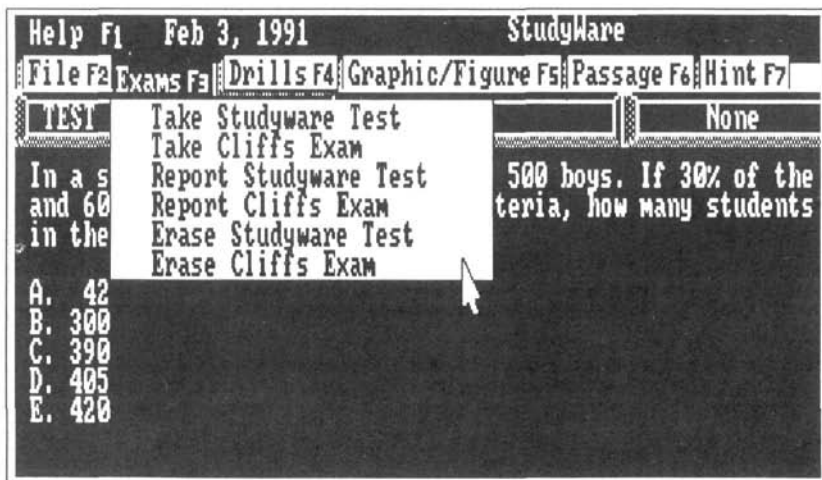 Help F1 Feb 3, 1991 StudyWare
File F2 Exams F3 Drills F4 Graphic/Figure F5 Passage F6 Hint F7
TEST None
Take Studyware Test
Take Cliffs Exam
Report Studyware Test
Report Cliffs Exam
Erase Studyware Test
Erase Cliffs Exam
In a s 500 boys. If 30% of the
and 60 teria, how many students
in the
A. 42
B. 300
C. 390
D. 405
E. 420